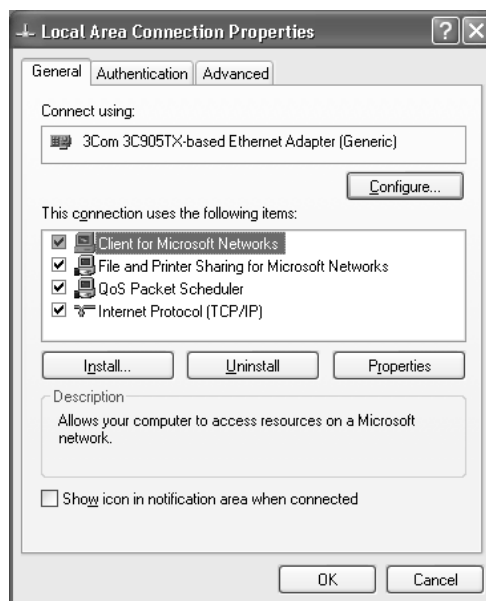 Local Area Connection Properties
General Authentication Advanced
Connect using:
3Com 3C905TX-based Ethernet Adapter (Generic)
Configure...
This connection uses the following items:
Client for Microsoft Networks
File and Printer Sharing for Microsoft Networks
QoS Packet Scheduler
Internet Protocol (TCP/IP)
Install... Uninstall Properties
Description
Allows your computer to access resources on a Microsoft
network.
Show icon in notification area when connected
OK Cancel